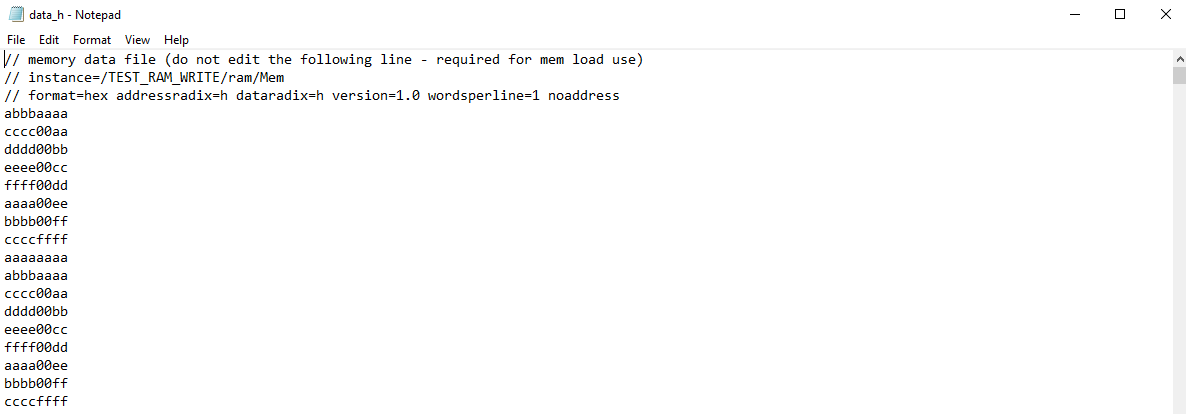 data_h - Notepad
File Edit Format View Help
// memory data file (do not edit the following line - required for mem load use)
// instance=/TEST_RAM_WRITE/ram/Mem
// format=hex addressradix=h dataradix=h version=1.0 wordsperline=1 noaddress
abbbaaaa
cccc00aa
dddd00bb
eeee00cc
ffff00dd
aaaa00ee
bbbb00ff
ccccffff
aaaaaaaa
abbbaaaa
cccc00aa
dddd00bb
eeee00cc
ffff00dd
aaaa00ee
bbbb00ff
ccccffff